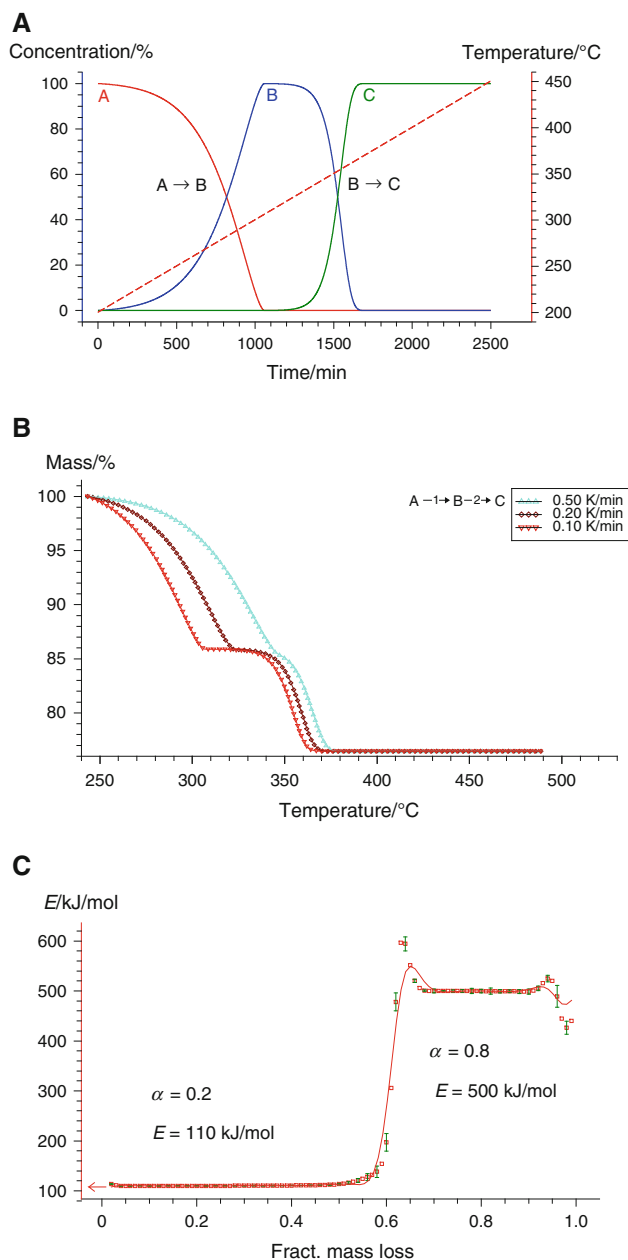 A
Concentration/% Temperature/°C
100 A B C 450
80 400
60 A → B B → C 350
40 300
20 250
0 200
0 500 1000 1500 2000 2500
Time/min
B
Mass/%
100 A –1→ B –2→ C 0.50 K/min
0.20 K/min
0.10 K/min
95
90
85
80
250 300 350 400 450 500
Temperature/°C
C
E/kJ/mol
600
500
400
α = 0.8
300
α = 0.2 E = 500 kJ/mol
200 E = 110 kJ/mol
100
0 0.2 0.4 0.6 0.8 1.0
Fract. mass loss